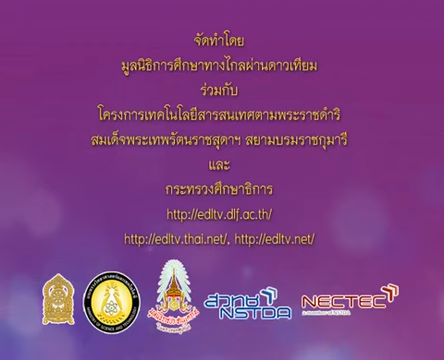 จัดทำโดย
มูลนิธิการศึกษาทางไกลผ่านดาวเทียม
ร่วมกับ
โครงการเทคโนโลยีสารสนเทศตามพระราชดำริ
สมเด็จพระเทพรัตนราชสุดาฯ สยามบรมราชกุมารี
และ
กระทรวงศึกษาธิการ
http://edltv.dlf.ac.th/
http://edltv.thai.net/, http://edltv.net/
สวทช
NSTDA
NECTEC